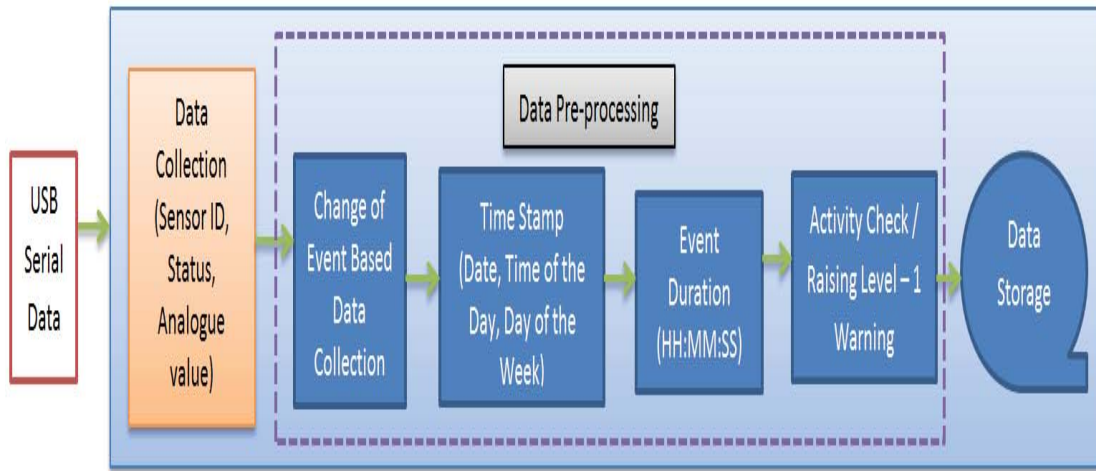 USB
Serial
Data
Data
Collection
(Sensor ID,
Status,
Analogue
value)
Data Pre-processing
Change of
Event Based
Data
Collection
Time Stamp
(Date, Time of the
Day, Day of the
Week)
Event
Duration
(HH:MM:SS)
Activity Check /
Raising Level – 1
Warning
Data
Storage